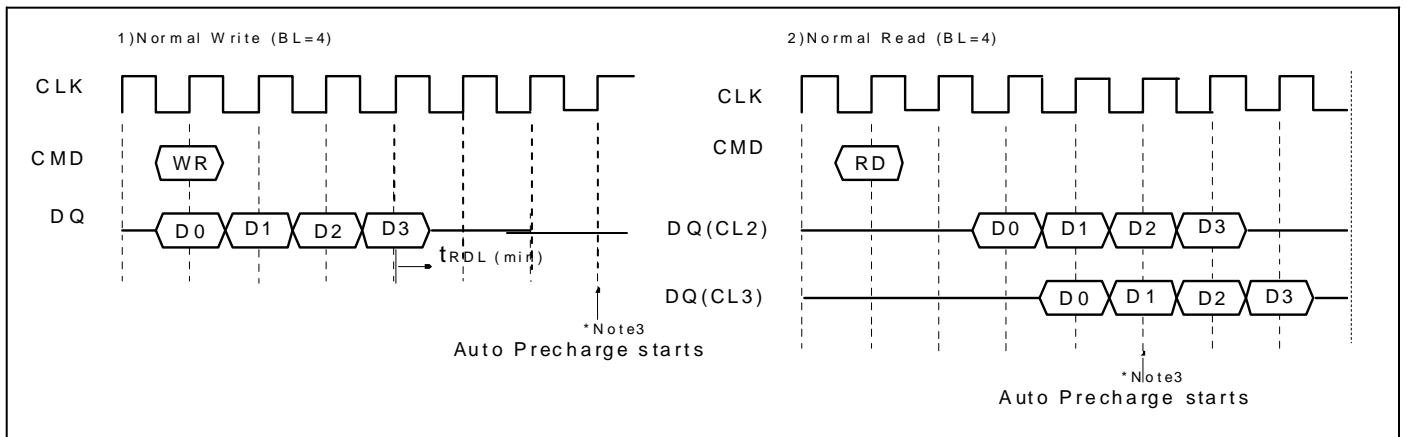 1)Normal Write (BL=4)
CLK
CMD
WR
DQ
D0 D1 D2 D3
tRDL (min)
*Note3
Auto Precharge starts
2)Normal Read (BL=4)
CLK
CMD
RD
DQ(CL2)
D0 D1 D2 D3
DQ(CL3)
D0 D1 D2 D3
*Note3
Auto Precharge starts